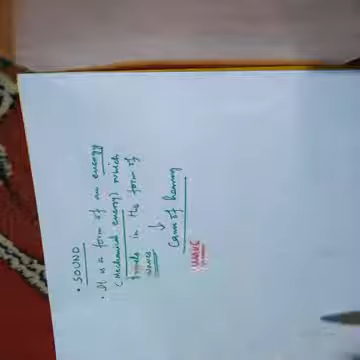 • SOUND
• It is a form of an energy
(mechanical energy) which
travels in the form of
waves
↓
Cause of hearing
WAVE